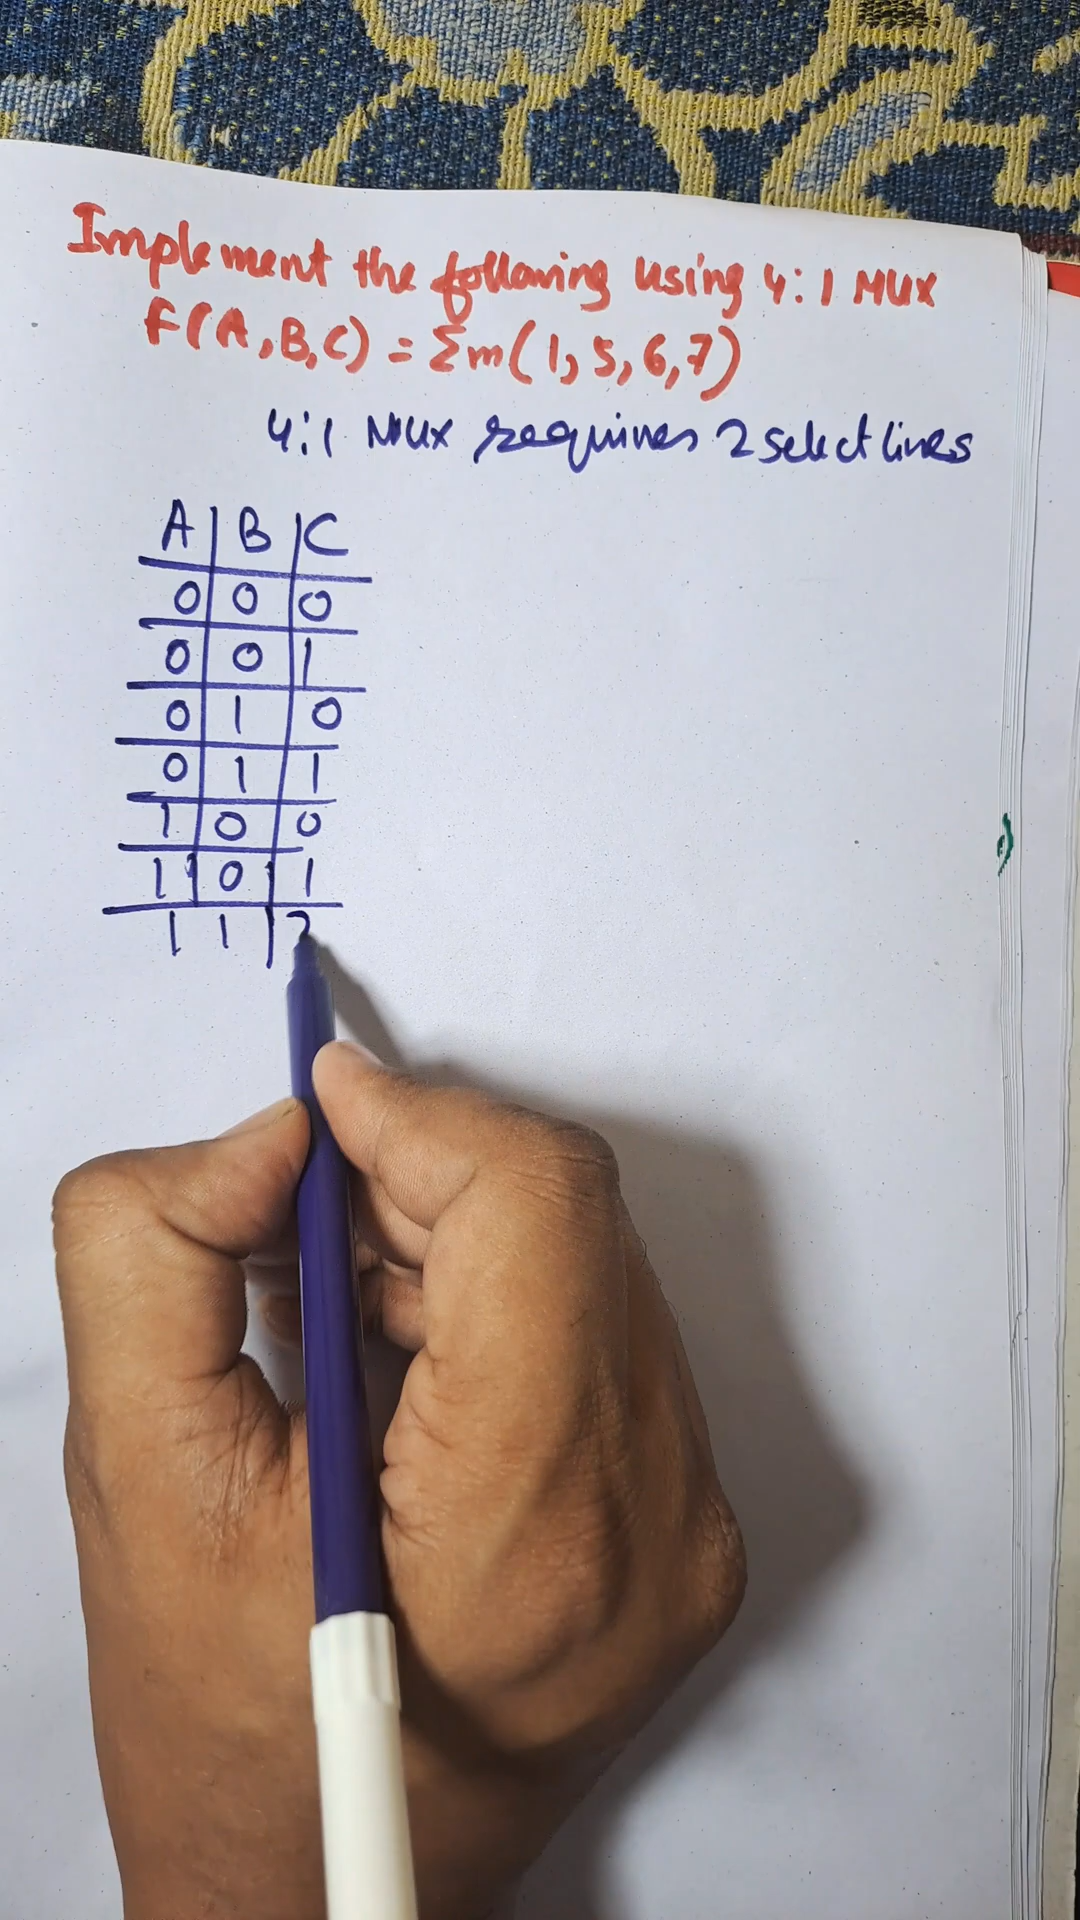 Implement the following using 4:1 MUX
F(A,B,C) = Σm(1,5,6,7)
4:1 MUX requires 2 select lines
A B C
0 0 0
0 0 1
0 1 0
0 1 1
1 0 0
1 0 1
1 1